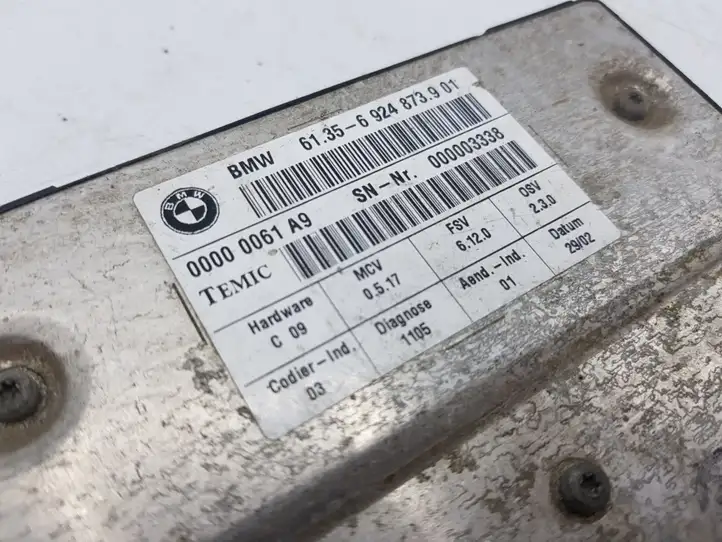 BMW 61.35-6 924 873.9 01
BMW
SN-Nr. 000003338
0000 0061 A9
TEMIC
Hardware
C 09
MCV
0.5.17
FSV
6.12.0
OSV
2.3.0
Codier-Ind.
03
Diagnose
1105
Aend.-Ind.
01
Datum
29/02